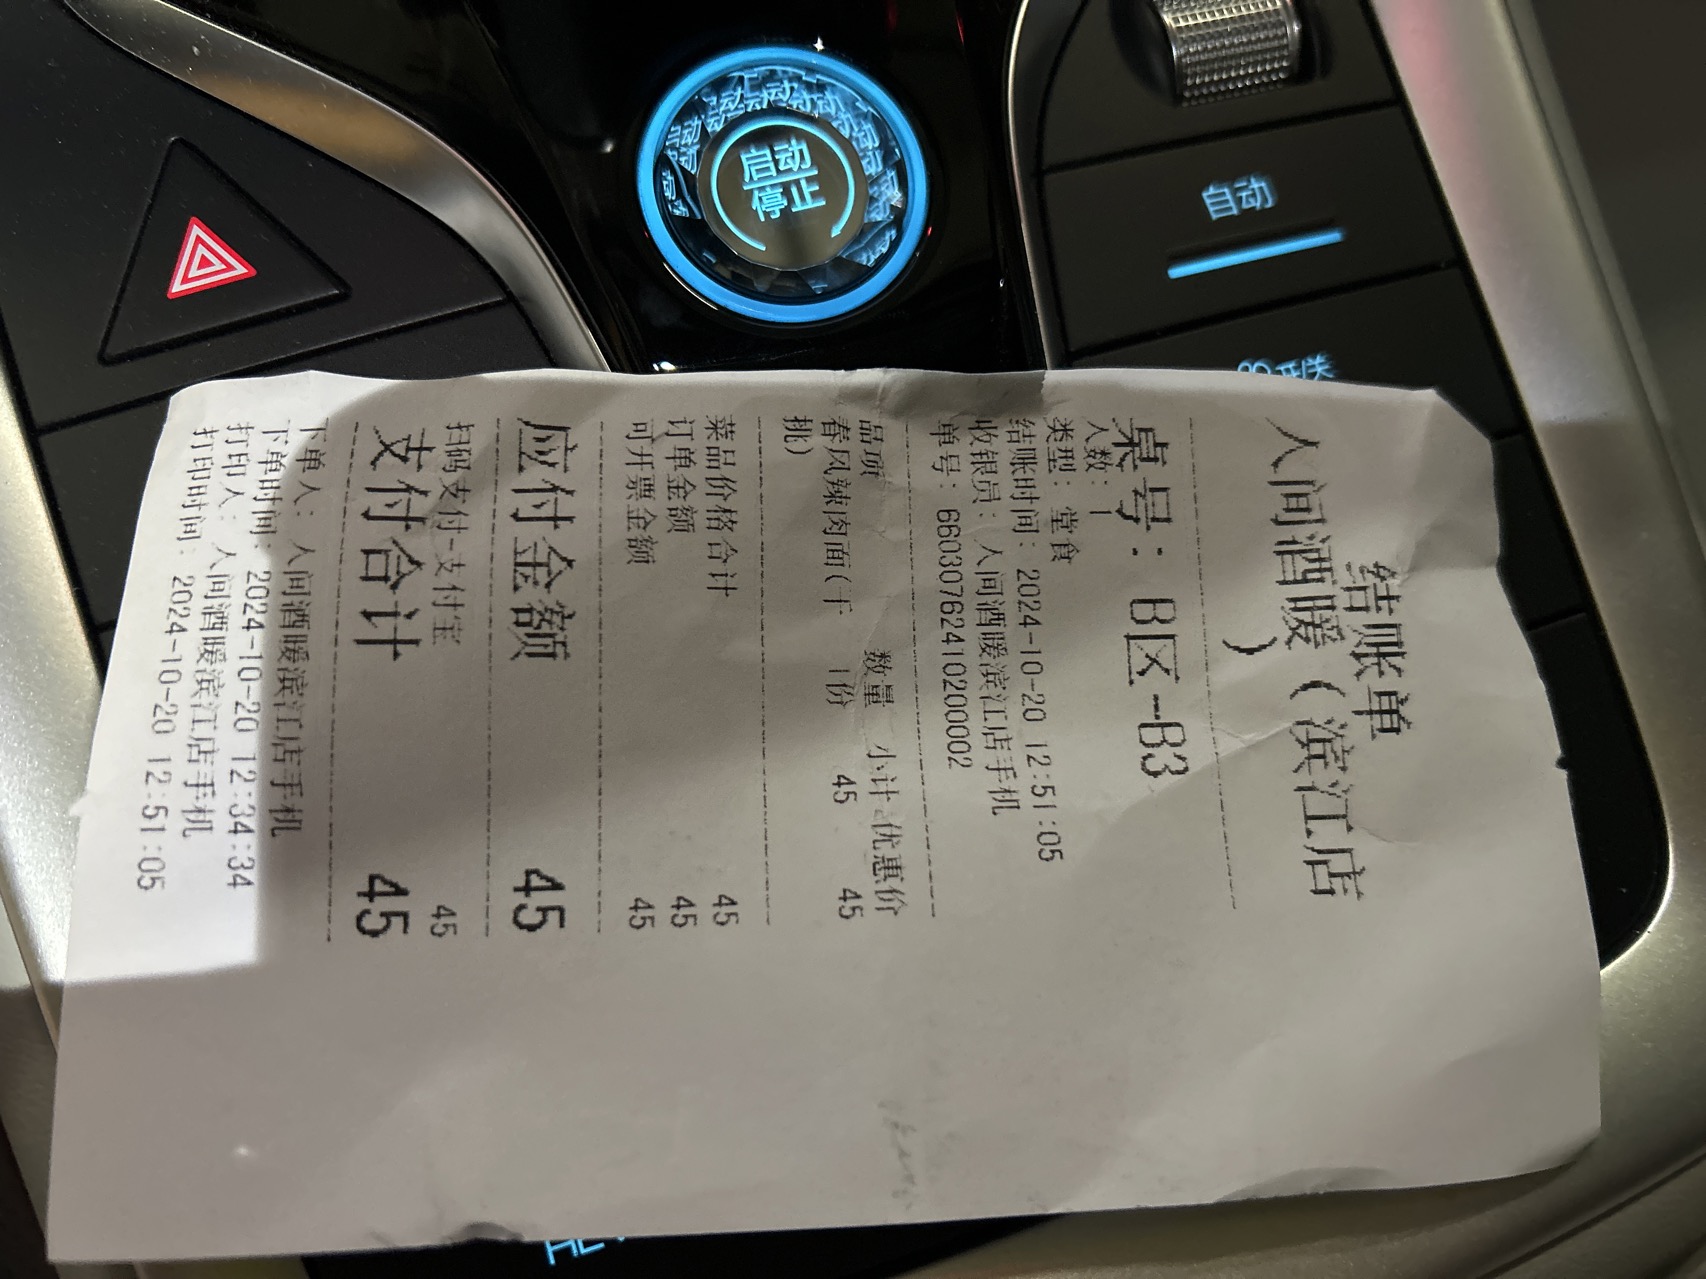 启动
停止
自动
结账单
人间酒暖（滨江店
）
桌号：B区-B3
人数：1
类型：堂食
结账时间：2024-10-20 12:51:05
收银员：人间酒暖滨江店手机
单号：660307624102000​02
品项 数量 小计 优惠价
春风辣肉面(干 1份 45 45
挑)
菜品价格合计 45
订单金额 45
可开票金额 45
应付金额 45
扫码支付-支付宝 45
支付合计 45
下单人：人间酒暖滨江店手机
下单时间：2024-10-20 12:34:34
打印人：人间酒暖滨江店手机
打印时间：2024-10-20 12:51:05